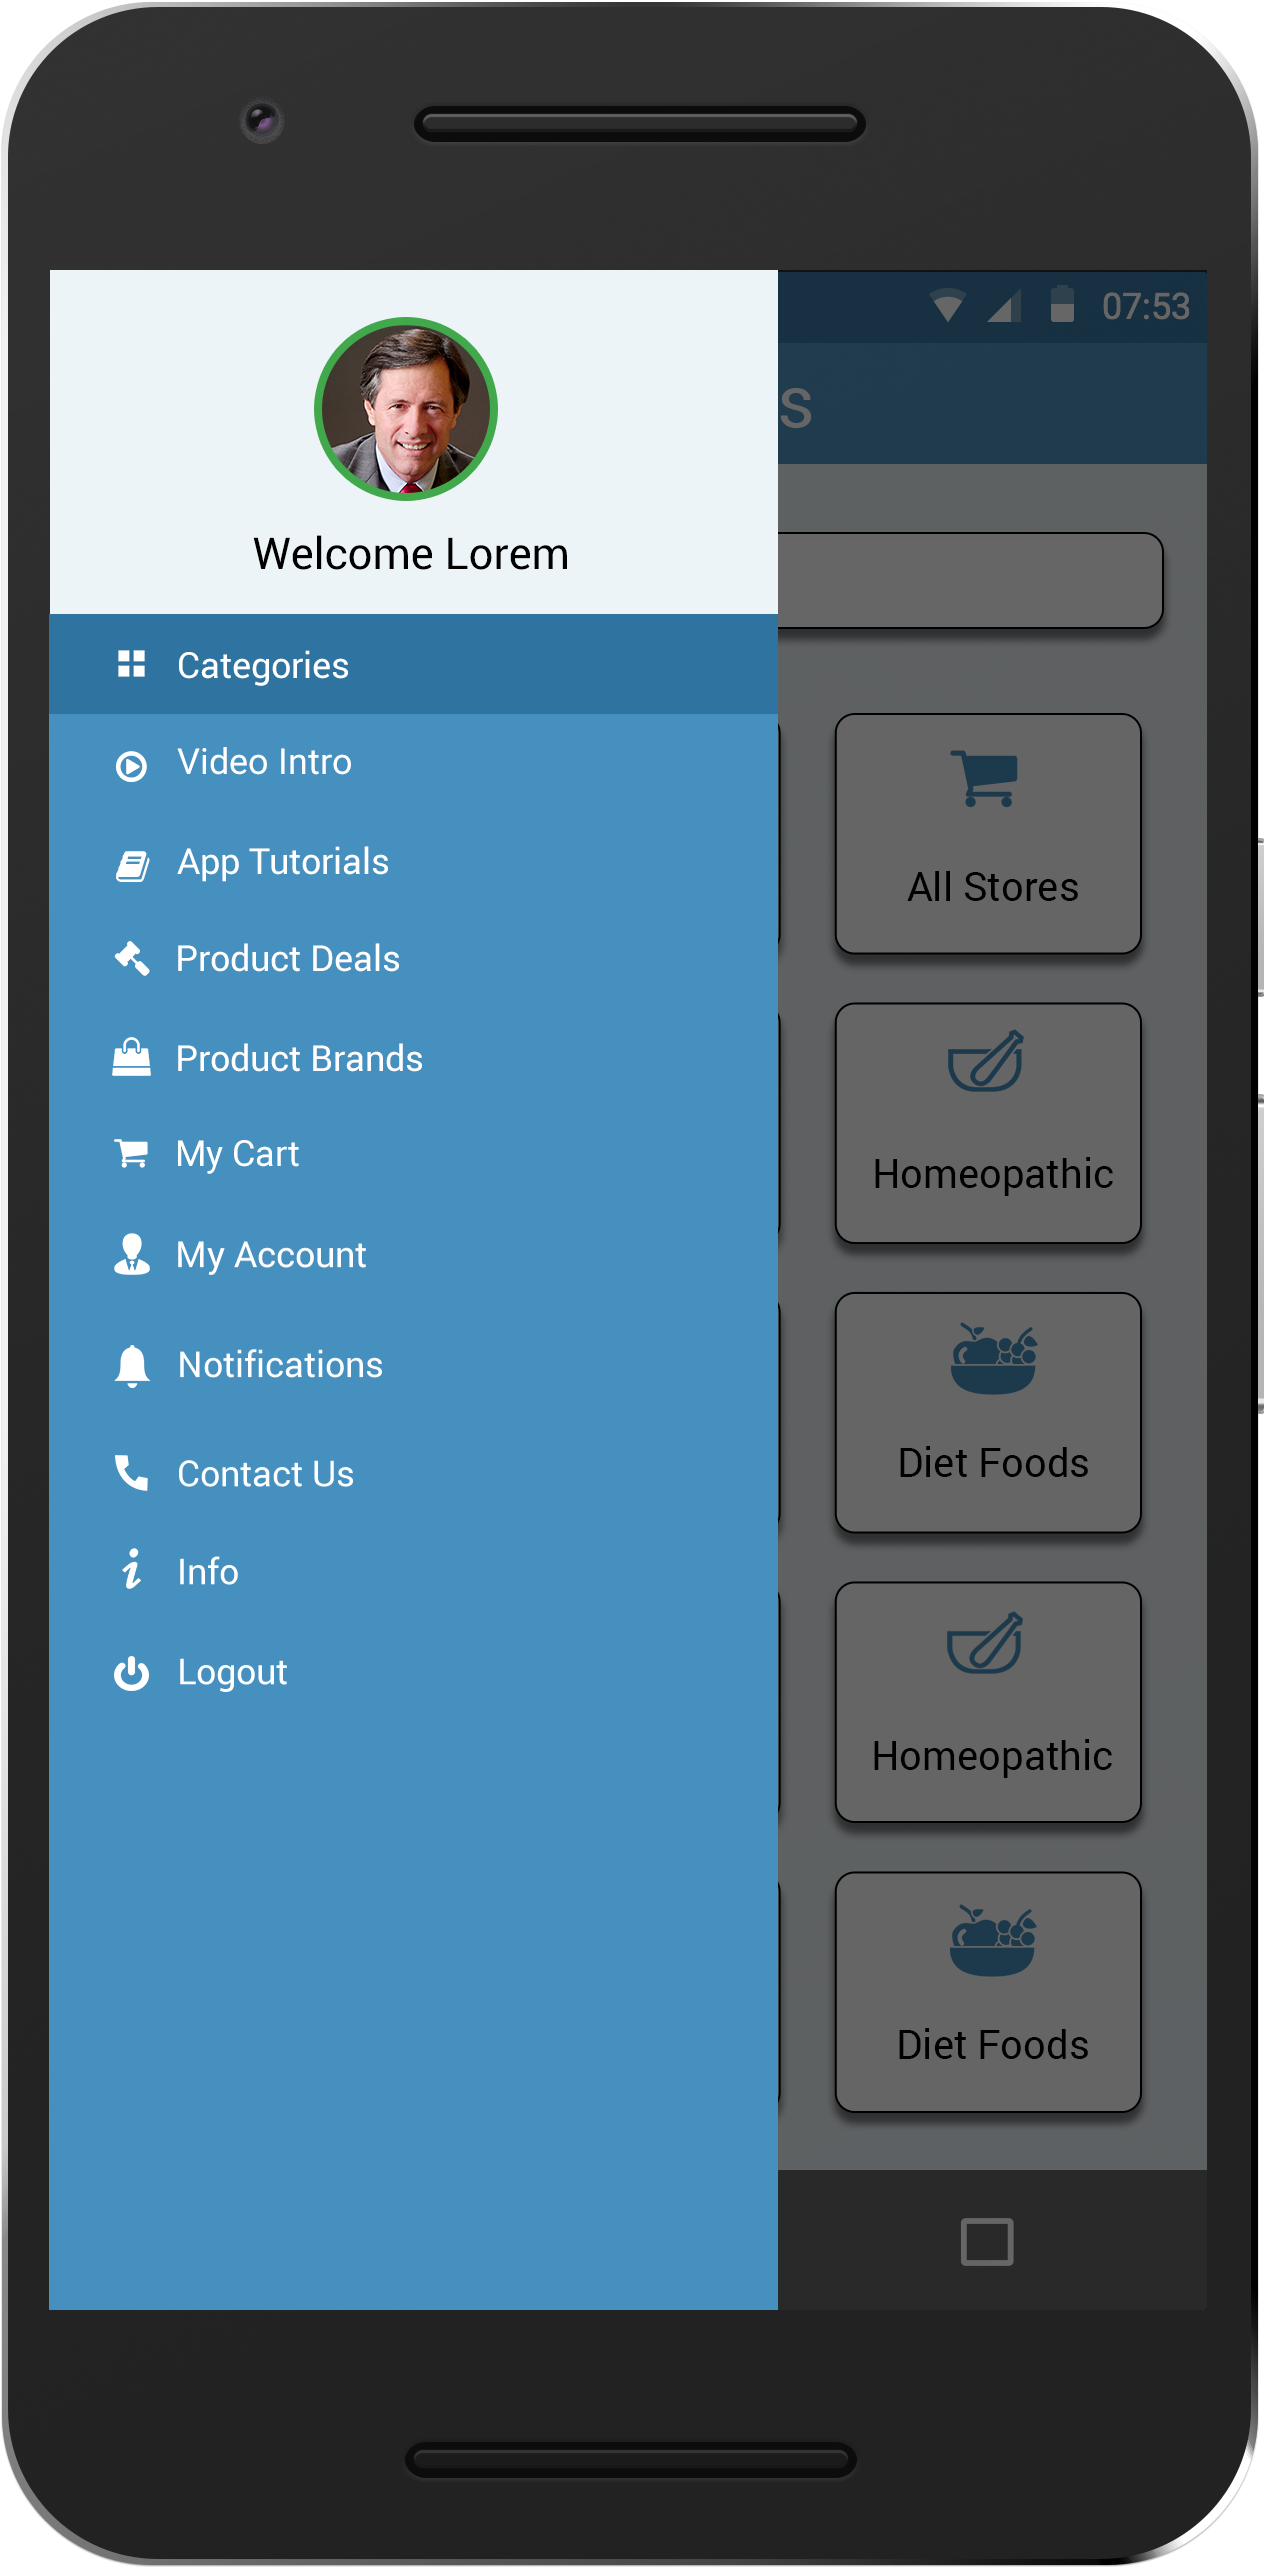 07:53
s
Welcome Lorem
Categories
Video Intro
App Tutorials
Product Deals
Product Brands
My Cart
My Account
Notifications
Contact Us
Info
Logout
All Stores
Homeopathic
Diet Foods
Homeopathic
Diet Foods